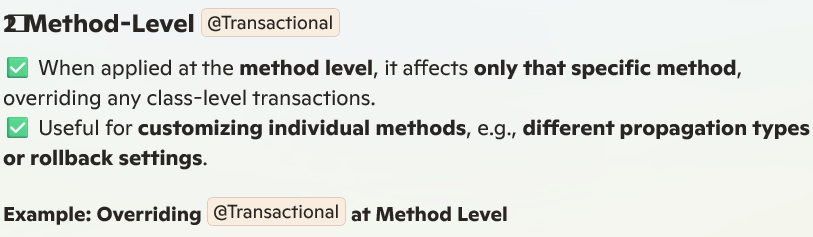 2️⃣ Method-Level @Transactional
✅ When applied at the method level, it affects only that specific method,
overriding any class-level transactions.
✅ Useful for customizing individual methods, e.g., different propagation types
or rollback settings.
Example: Overriding @Transactional at Method Level